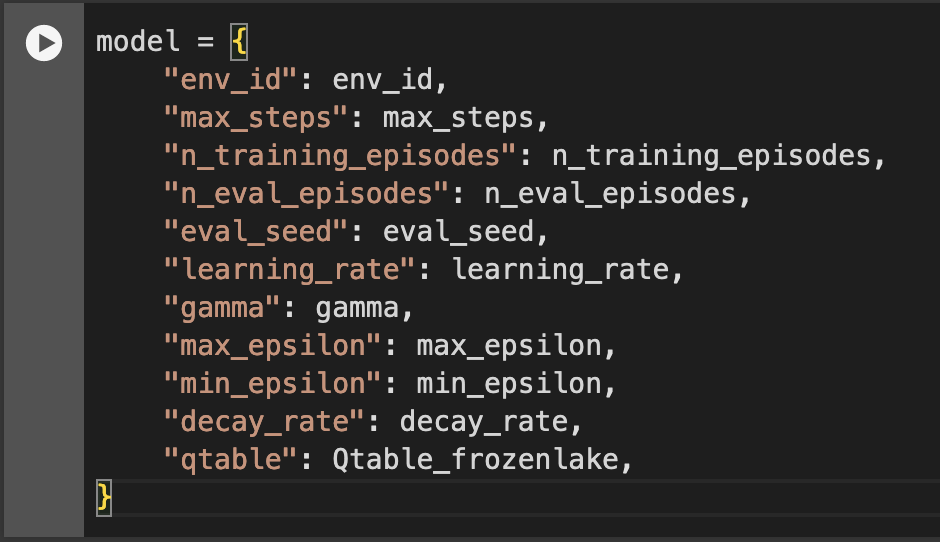 model = {
    "env_id": env_id,
    "max_steps": max_steps,
    "n_training_episodes": n_training_episodes,
    "n_eval_episodes": n_eval_episodes,
    "eval_seed": eval_seed,
    "learning_rate": learning_rate,
    "gamma": gamma,
    "max_epsilon": max_epsilon,
    "min_epsilon": min_epsilon,
    "decay_rate": decay_rate,
    "qtable": Qtable_frozenlake,
}